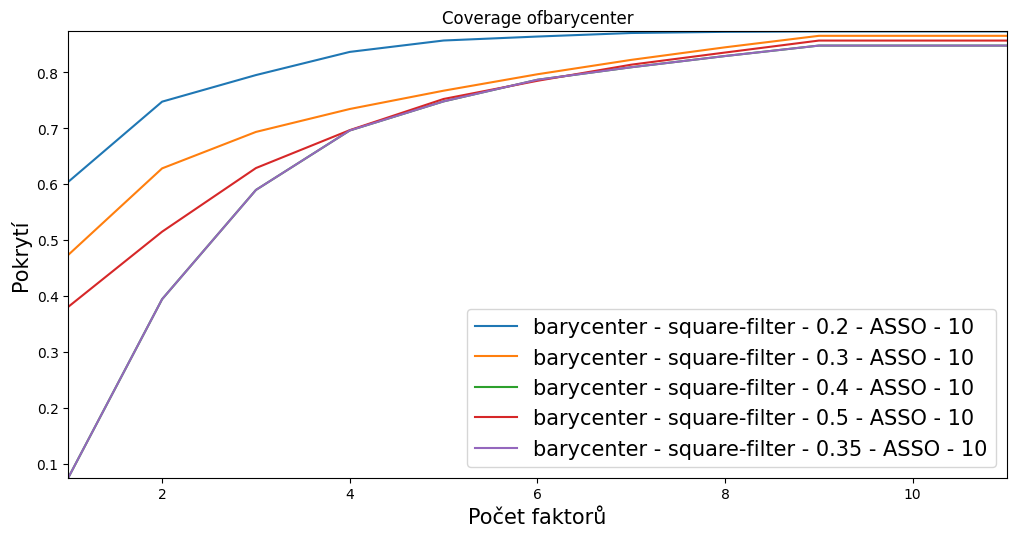 Coverage ofbarycenter
0.8
0.7
0.6
0.5
0.4
0.3
0.2
0.1
Pokrytí
barycenter - square-filter - 0.2 - ASSO - 10
barycenter - square-filter - 0.3 - ASSO - 10
barycenter - square-filter - 0.4 - ASSO - 10
barycenter - square-filter - 0.5 - ASSO - 10
barycenter - square-filter - 0.35 - ASSO - 10
2 4 6 8 10
Počet faktorů